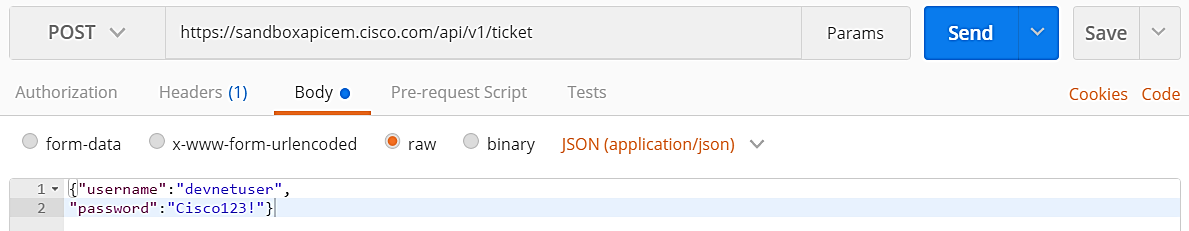 POST https://sandboxapicem.cisco.com/api/v1/ticket Params Send Save
Authorization Headers (1) Body Pre-request Script Tests Cookies Code
form-data x-www-form-urlencoded raw binary JSON (application/json)
1 {"username":"devnetuser",
2 "password":"Cisco123!"}